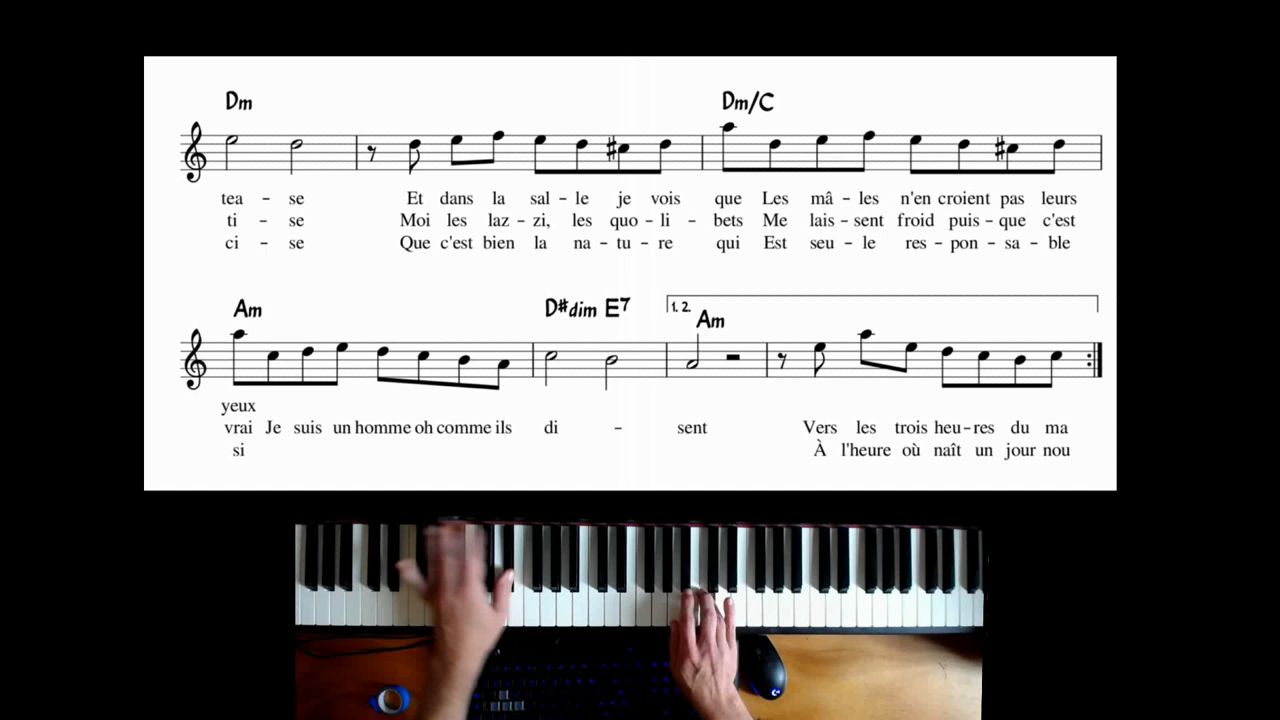 Dm Dm/C
tea – se Et dans la sal – le je vois que Les mâ – les n'en croient pas leurs
ti – se Moi les laz – zi, les quo – li – bets Me lais – sent froid puis – que c'est
ci – se Que c'est bien la na – tu – re qui Est seu – le res – pon – sa – ble
Am D#dim E7 1. 2. Am
yeux
vrai Je suis un homme oh comme ils di – sent Vers les trois heu – res du ma
si À l'heure où naît un jour nou